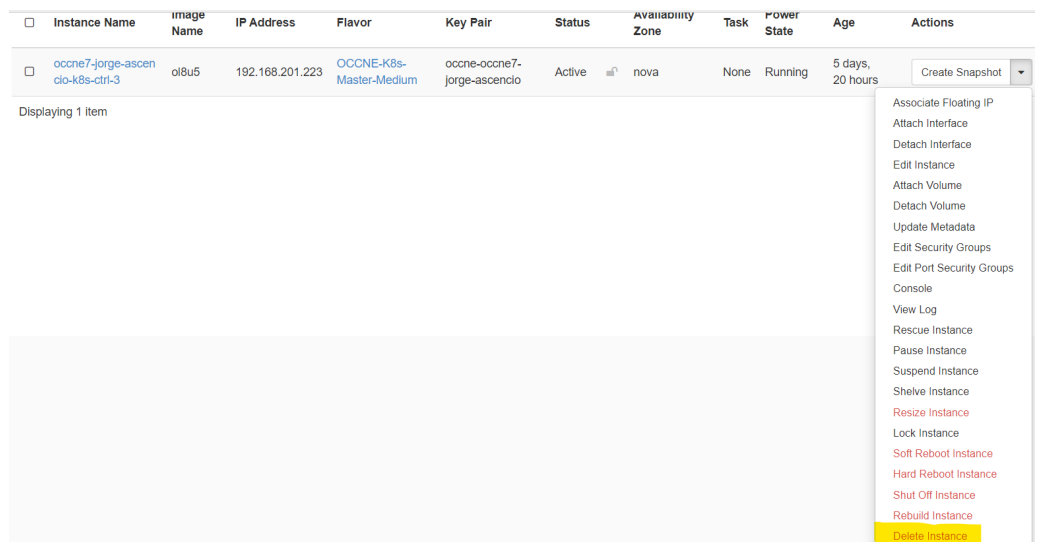 Instance Name
Image Name
IP Address
Flavor
Key Pair
Status
Availability Zone
Task
Power State
Age
Actions
occne7-jorge-ascen
cio-k8s-ctrl-3
ol8u5
192.168.201.223
OCCNE-K8s-
Master-Medium
occne-occne7-
jorge-ascencio
Active
nova
None
Running
5 days,
20 hours
Create Snapshot
Displaying 1 item
Associate Floating IP
Attach Interface
Detach Interface
Edit Instance
Attach Volume
Detach Volume
Update Metadata
Edit Security Groups
Edit Port Security Groups
Console
View Log
Rescue Instance
Pause Instance
Suspend Instance
Shelve Instance
Resize Instance
Lock Instance
Soft Reboot Instance
Hard Reboot Instance
Shut Off Instance
Rebuild Instance
Delete Instance